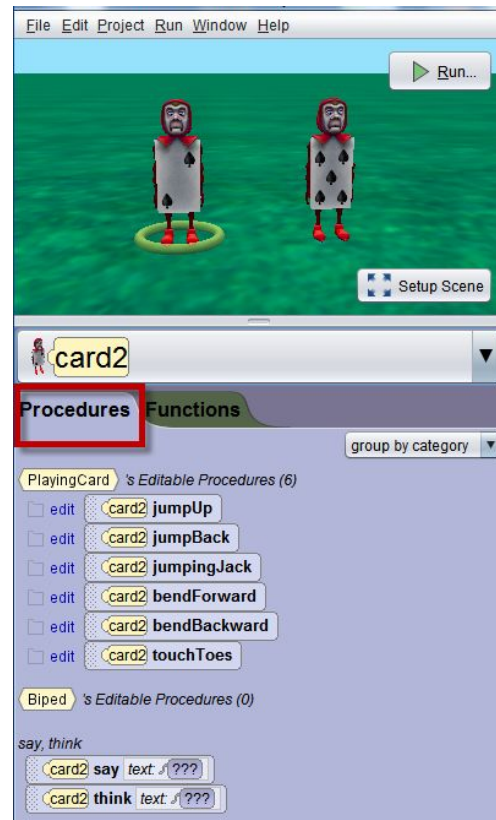 File Edit Project Run Window Help
Run...
Setup Scene
card2
Procedures Functions
group by category
PlayingCard 's Editable Procedures (6)
edit card2 jumpUp
edit card2 jumpBack
edit card2 jumpingJack
edit card2 bendForward
edit card2 bendBackward
edit card2 touchToes
Biped 's Editable Procedures (0)
say, think
card2 say text: ???
card2 think text: ???